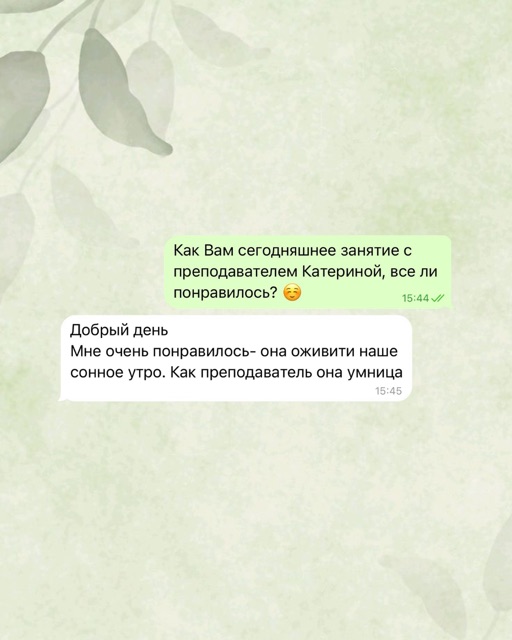 Как Вам сегодняшнее занятие с
преподавателем Катериной, все ли
понравилось? ☺️
15:44
Добрый день
Мне очень понравилось- она оживити наше
сонное утро. Как преподаватель она умница
15:45